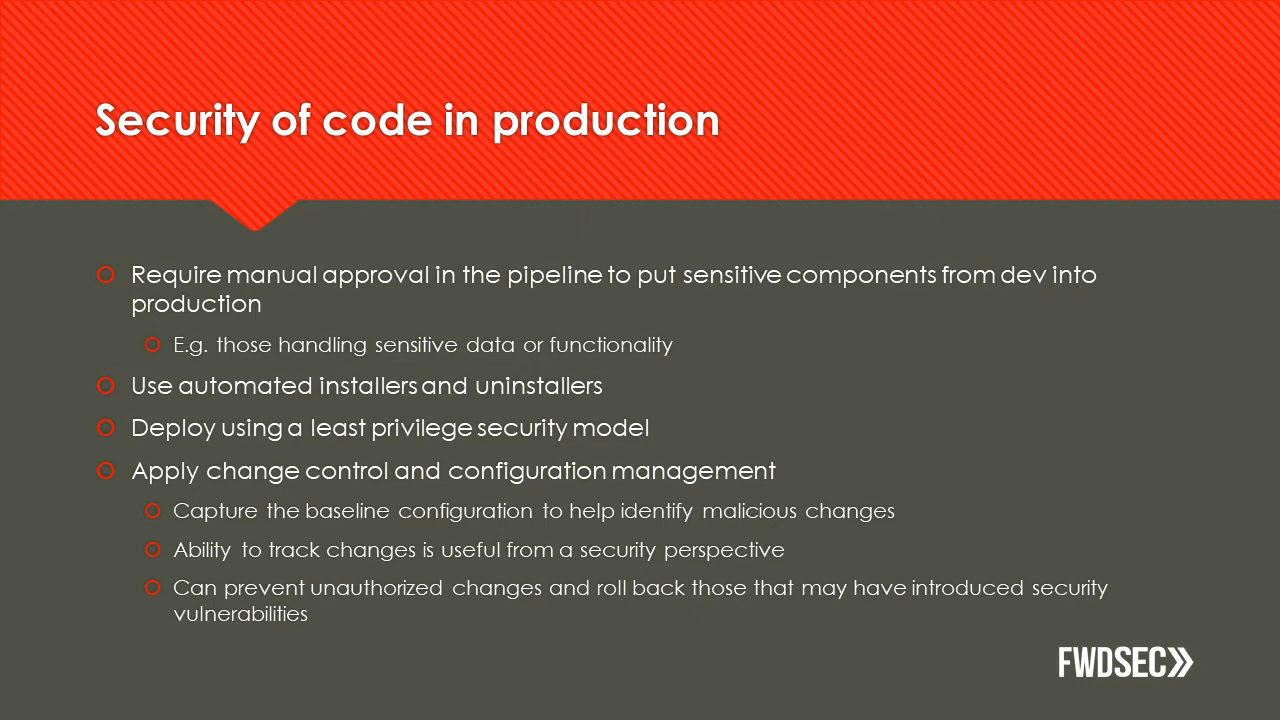 Security of code in production
Require manual approval in the pipeline to put sensitive components from dev into
production
E.g. those handling sensitive data or functionality
Use automated installers and uninstallers
Deploy using a least privilege security model
Apply change control and configuration management
Capture the baseline configuration to help identify malicious changes
Ability to track changes is useful from a security perspective
Can prevent unauthorized changes and roll back those that may have introduced security
vulnerabilities
FWDSEC